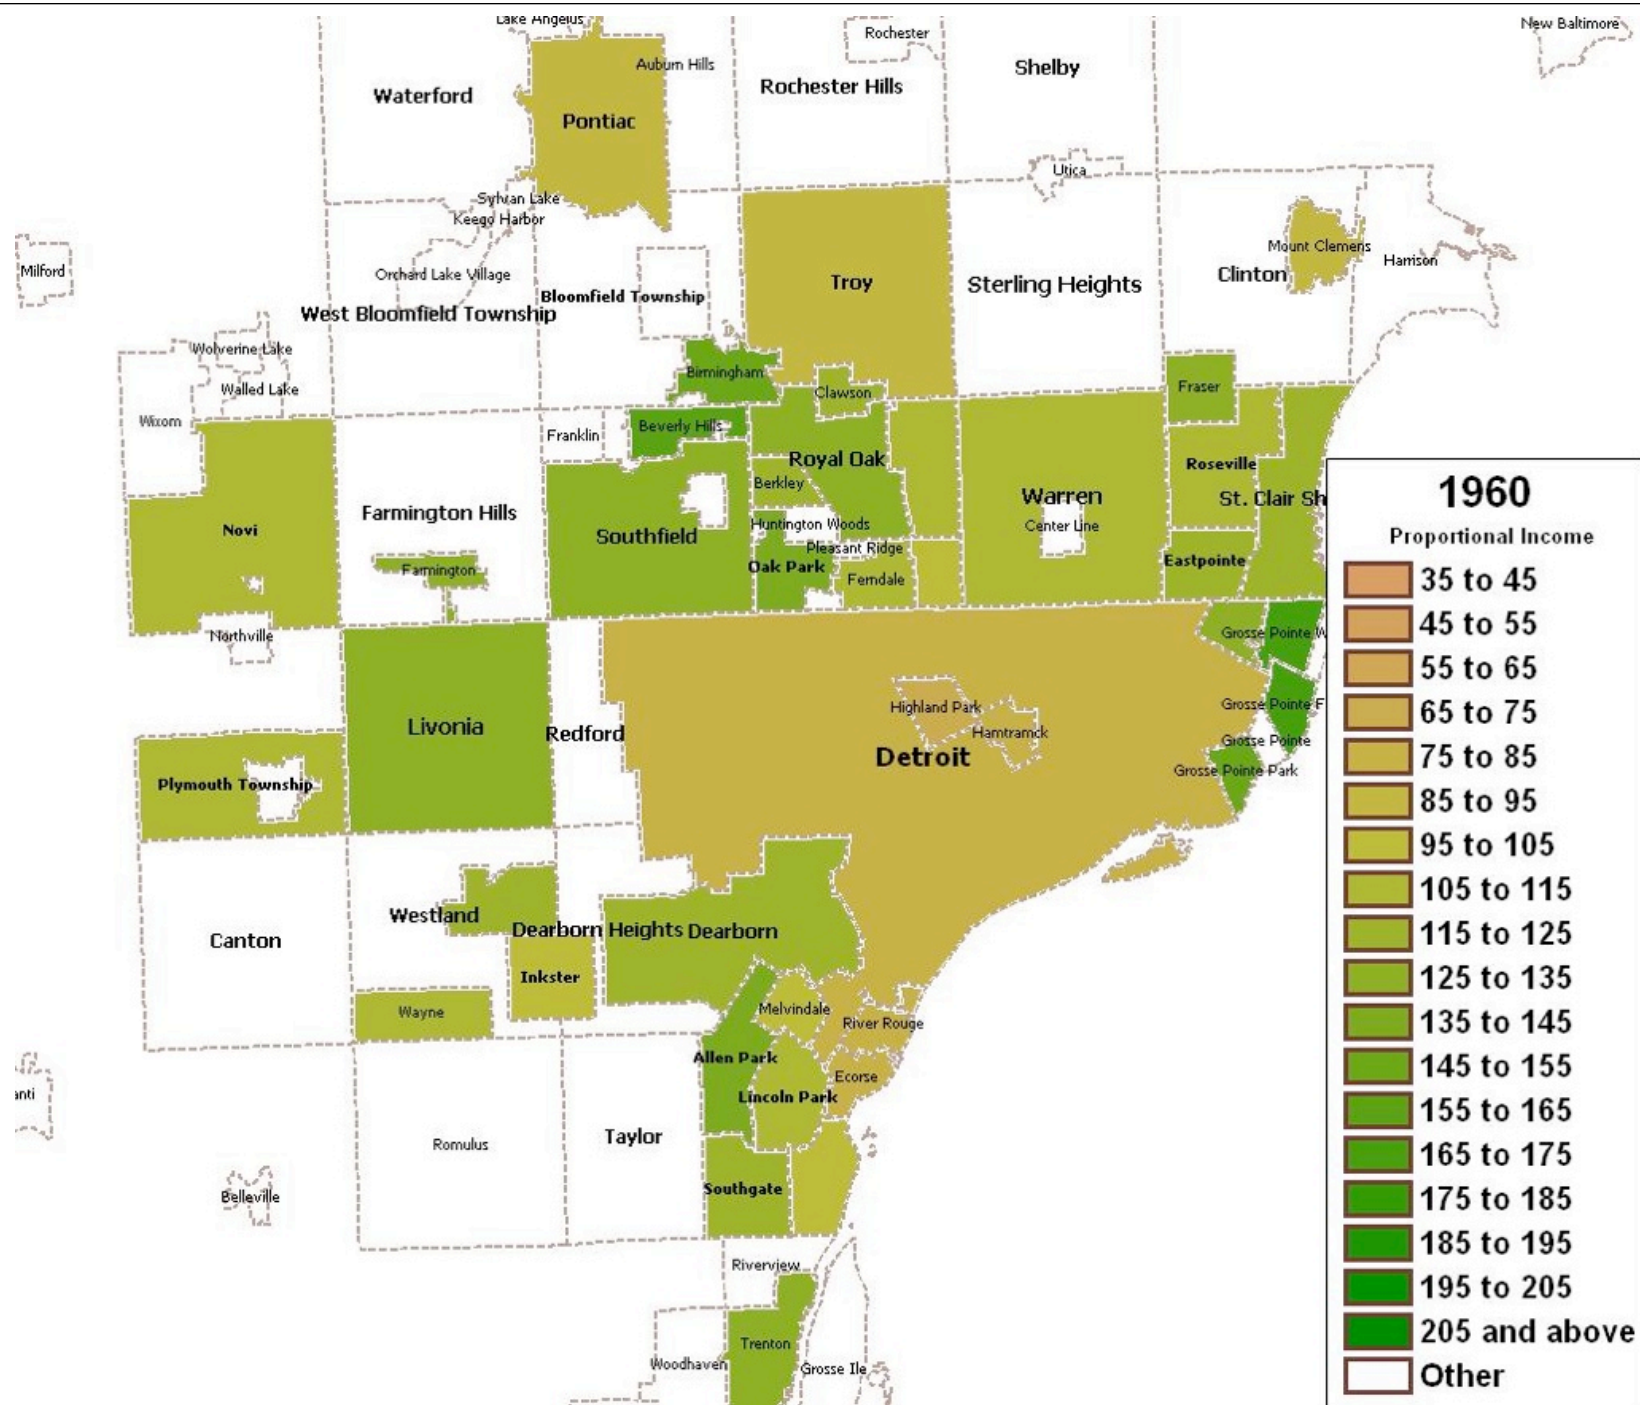 Lake Angelus
Rochester
New Baltimore
Auburn Hills
Shelby
Waterford
Rochester Hills
Pontiac
Utica
Sylvan Lake
Keego Harbor
Mount Clemens
Milford
Orchard Lake Village
Clinton
Harrison
Troy
Sterling Heights
Bloomfield Township
West Bloomfield Township
Wolverine Lake
Birmingham
Walled Lake
Clawson
Fraser
Wixom
Franklin
Beverly Hills
Royal Oak
Roseville
Berkley
Warren
St. Clair Sh
Farmington Hills
Novi
Southfield
Huntington Woods
Center Line
Pleasant Ridge
Farmington
Oak Park
Ferndale
Eastpointe
Northville
Grosse Pointe W
Livonia
Redford
Highland Park
Hamtramck
Grosse Pointe F
Detroit
Grosse Pointe
Plymouth Township
Grosse Pointe Park
Westland
Canton
Dearborn Heights
Dearborn
Inkster
Wayne
Melvindale
River Rouge
Allen Park
Ecorse
anti
Lincoln Park
Romulus
Taylor
Belleville
Southgate
Riverview
Trenton
Woodhaven
Grosse Ile
1960
Proportional Income
35 to 45
45 to 55
55 to 65
65 to 75
75 to 85
85 to 95
95 to 105
105 to 115
115 to 125
125 to 135
135 to 145
145 to 155
155 to 165
165 to 175
175 to 185
185 to 195
195 to 205
205 and above
Other